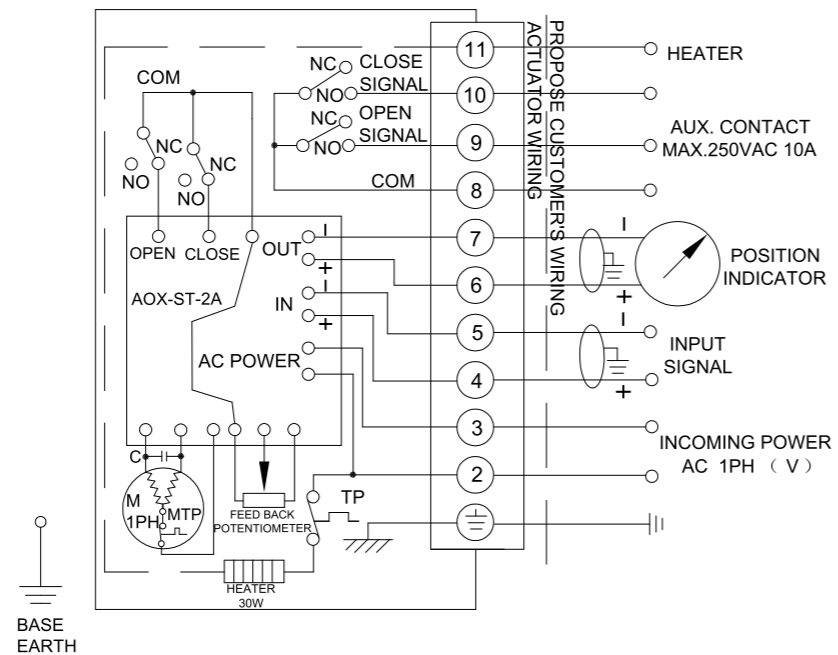 PROPOSE CUSTOMER'S WIRING
ACTUATOR WIRING
11
HEATER
NC
CLOSE
SIGNAL
NO
10
COM
NC
OPEN
SIGNAL
NO
9
AUX. CONTACT
MAX.250VAC 10A
NC
NO
NC
NO
COM
8
OPEN
CLOSE
OUT
–
+
7
–
6
+
POSITION
INDICATOR
AOX-ST-2A
IN
–
+
5
–
INPUT
SIGNAL
4
+
AC POWER
3
INCOMING POWER
AC 1PH （ V ）
2
C
M
1PH
MTP
FEED BACK
POTENTIOMETER
TP
HEATER
30W
BASE
EARTH